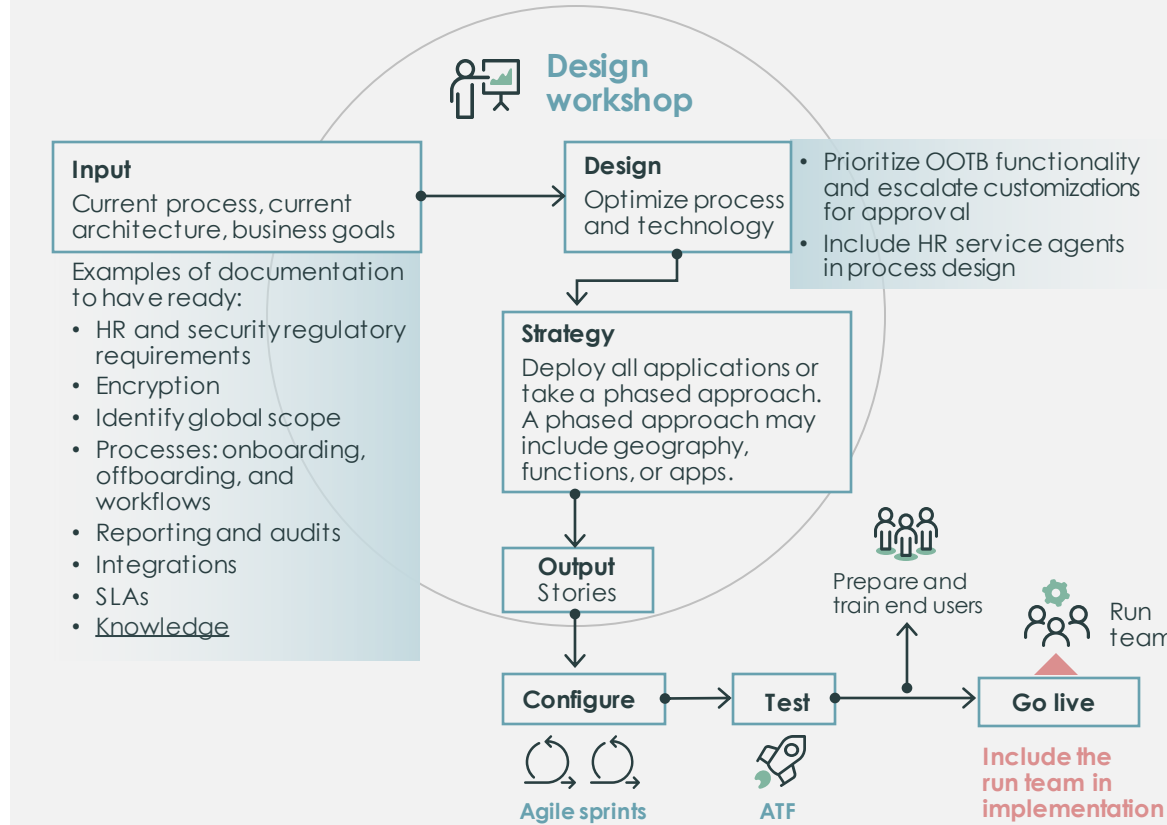 Design
workshop
Input
Current process, current
architecture, business goals
Examples of documentation
to have ready:
• HR and security regulatory
requirements
• Encryption
• Identify global scope
• Processes: onboarding,
offboarding, and
workflows
• Reporting and audits
• Integrations
• SLAs
• Knowledge
Design
Optimize process
and technology
• Prioritize OOTB functionality
and escalate customizations
for approval
• Include HR service agents
in process design
Strategy
Deploy all applications or
take a phased approach.
A phased approach may
include geography,
functions, or apps.
Output
Stories
Configure
Agile sprints
Test
ATF
Prepare and
train end users
Run
team
Go live
Include the
run team in
implementation